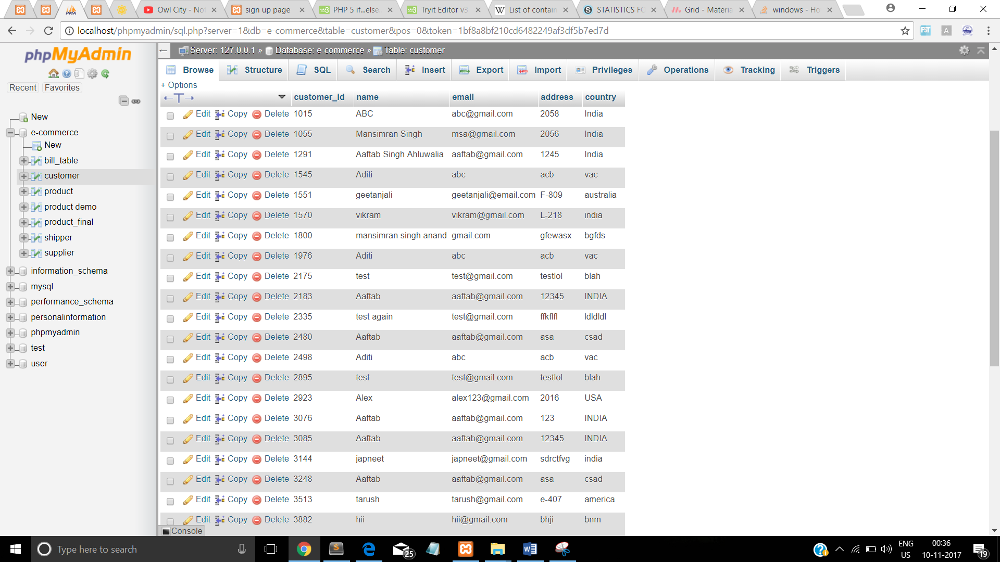 Owl City - No
sign up page
PHP 5 if...else.
Tryit Editor v3.
List of contain
STATISTICS FO
Grid - Materia
windows - Ho
localhost/phpmyadmin/sql.php?server=1&db=e-commerce&table=customer&pos=0&token=1bf8a8bf210cd6482249af3df5b7ed7d
phpMyAdmin
Recent Favorites
New
e-commerce
New
bill_table
customer
product
product demo
product_final
shipper
supplier
information_schema
mysql
performance_schema
personalinformation
phpmyadmin
test
user
Server: 127.0.0.1 » Database: e-commerce » Table: customer
Browse Structure SQL Search Insert Export Import Privileges Operations Tracking Triggers
+ Options
customer_id name email address country
Edit Copy Delete 1015 ABC abc@gmail.com 2058 India
Edit Copy Delete 1055 Mansimran Singh msa@gmail.com 2056 India
Edit Copy Delete 1291 Aaftab Singh Ahluwalia aaftab@gmail.com 1245 India
Edit Copy Delete 1545 Aditi abc acb vac
Edit Copy Delete 1551 geetanjali geetanjali@email.com F-809 australia
Edit Copy Delete 1570 vikram vikram@gmail.com L-218 india
Edit Copy Delete 1800 mansimran singh anand gmail.com gfewasx bgfds
Edit Copy Delete 1976 Aditi abc acb vac
Edit Copy Delete 2175 test test@gmail.com testlol blah
Edit Copy Delete 2183 Aaftab aaftab@gmail.com 12345 INDIA
Edit Copy Delete 2335 test again test@gmail.com ffkflfl ldldldl
Edit Copy Delete 2480 Aaftab aaftab@gmail.com asa csad
Edit Copy Delete 2498 Aditi abc acb vac
Edit Copy Delete 2895 test test@gmail.com testlol blah
Edit Copy Delete 2923 Alex alex123@gmail.com 2016 USA
Edit Copy Delete 3076 Aaftab aaftab@gmail.com 123 INDIA
Edit Copy Delete 3085 Aaftab aaftab@gmail.com 12345 INDIA
Edit Copy Delete 3144 japneet japneet@gmail.com sdrctfvg india
Edit Copy Delete 3248 Aaftab aaftab@gmail.com asa csad
Edit Copy Delete 3513 tarush tarush@gmail.com e-407 america
Edit Copy Delete 3882 hii hii@gmail.com bhji bnm
Console
Type here to search
25
ENG
US
00:36
10-11-2017
19